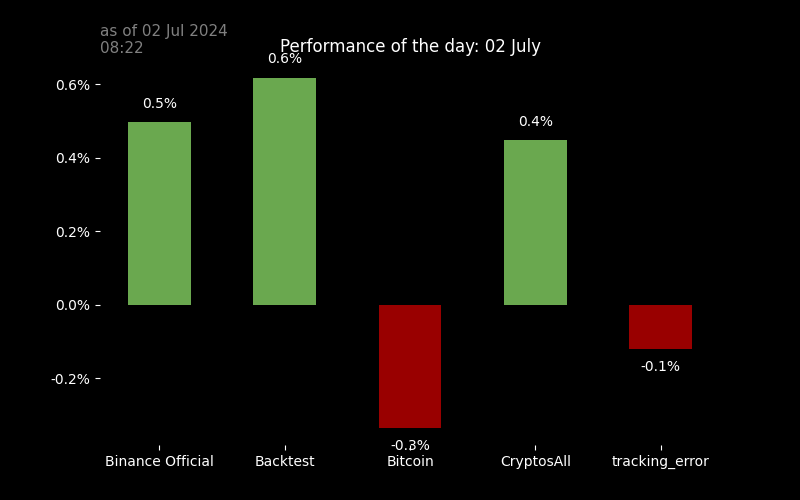 as of 02 Jul 2024
08:22
Performance of the day: 02 July
0.6%
0.6%
0.5%
0.4%
0.4%
0.2%
0.0%
-0.2%
-0.1%
-0.3%
Binance Official
Backtest
Bitcoin
CryptosAll
tracking_error